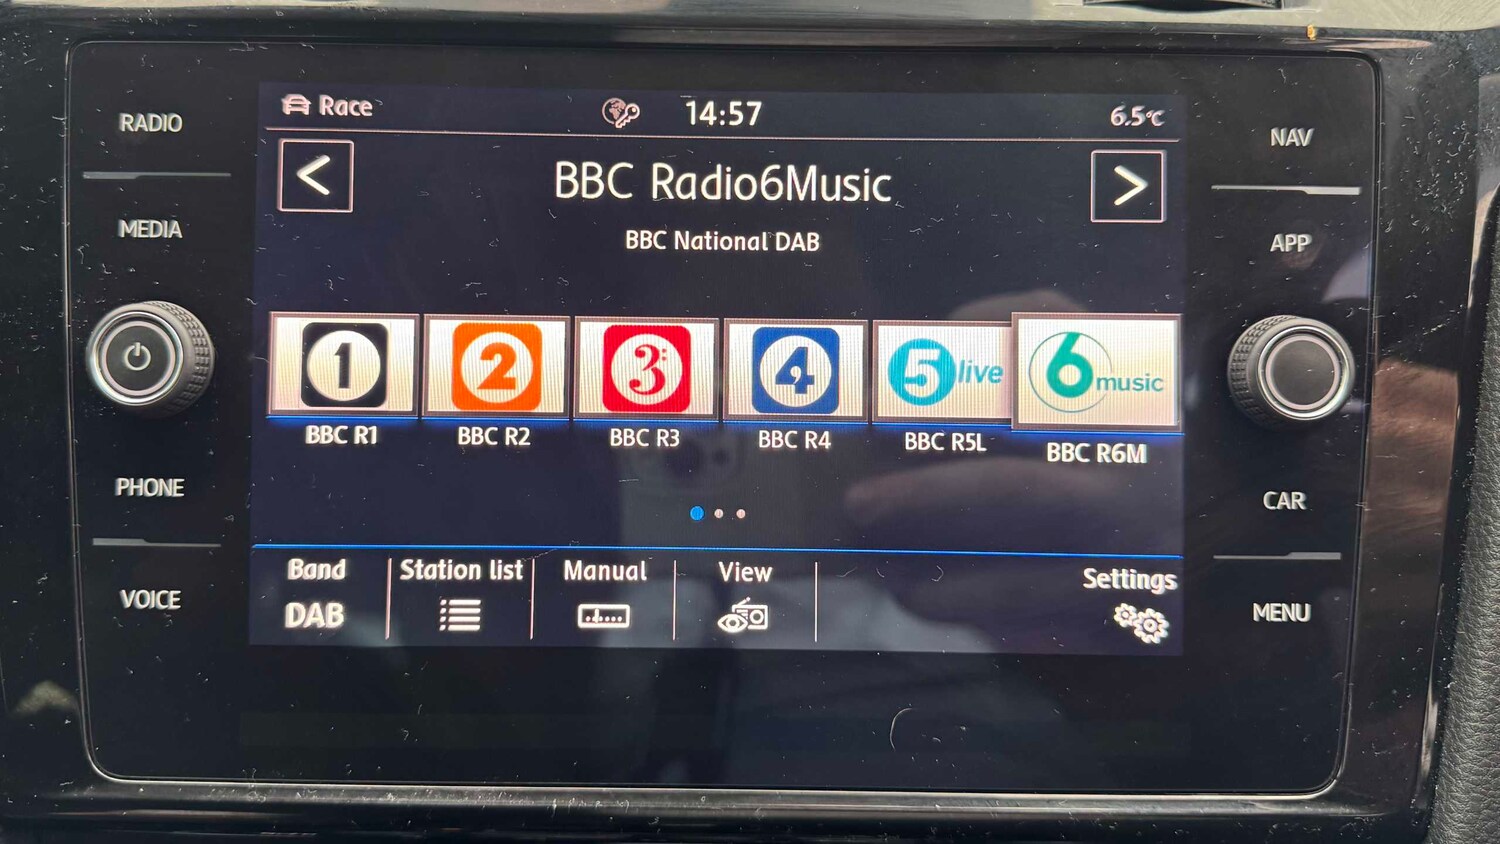 RADIO
MEDIA
PHONE
VOICE
Race
14:57
6.5°C
<
BBC Radio6Music
>
BBC National DAB
1
2
3
4
5 live
6 music
BBC R1
BBC R2
BBC R3
BBC R4
BBC R5L
BBC R6M
Band
DAB
Station list
Manual
View
Settings
NAV
APP
CAR
MENU